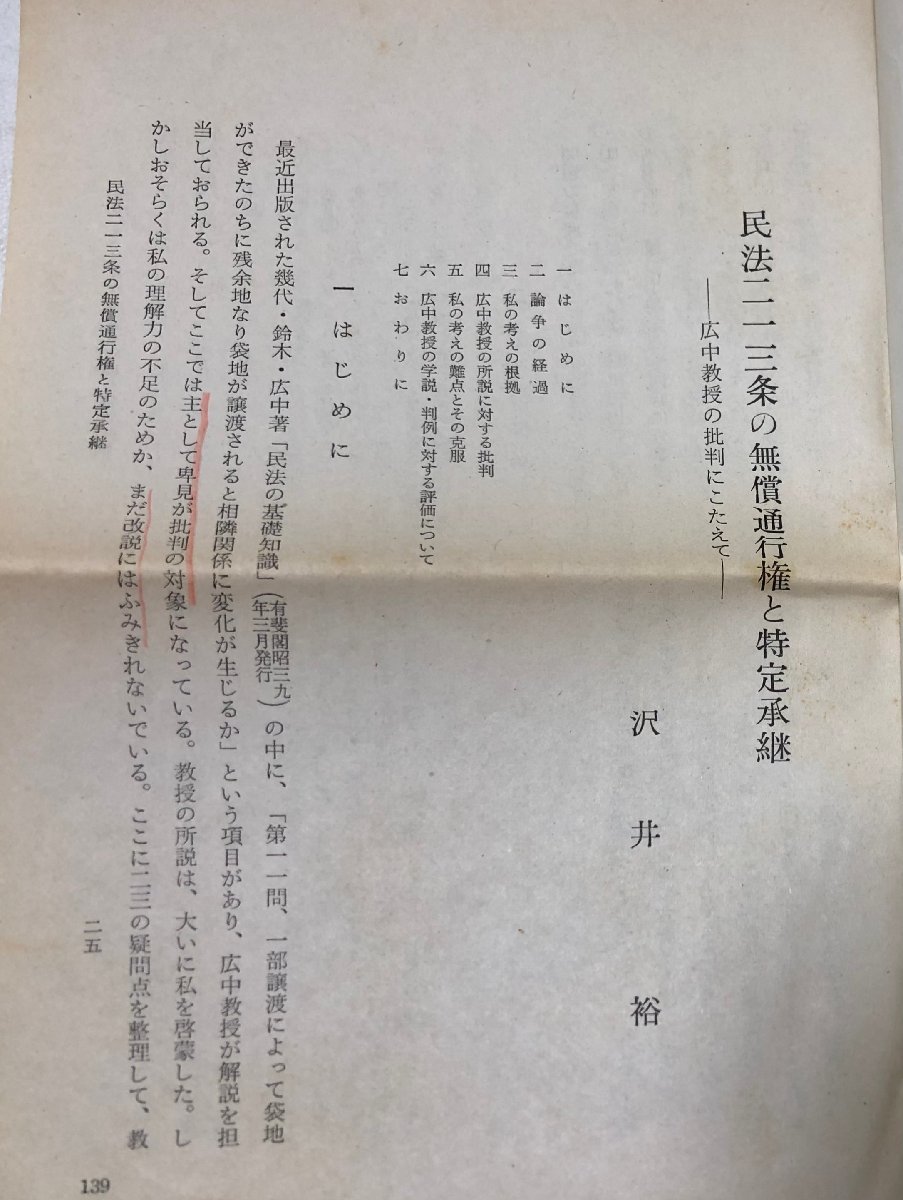 民法二一三条の無償通行権と特定承継
――広中教授の批判にこたえて――
沢井裕
一 はじめに
二 論争の経過
三 私の考えの根拠
四 広中教授の所説に対する批判
五 私の考えの難点とその克服
六 広中教授の学説・判例に対する評価について
七 おわりに
一 はじめに
最近出版された幾代・鈴木・広中著「民法の基礎知識」(有斐閣昭三九年三月発行)の中に、「第一一問、一部譲渡によって袋地
ができたのちに残余地なり袋地が譲渡されると相隣関係に変化が生じるか」という項目があり、広中教授が解説を担
当しておられる。そしてここでは主として卑見が批判の対象になっている。教授の所説は、大いに私を啓蒙した。し
かしおそらくは私の理解力の不足のためか、まだ改説にはふみきれないでいる。ここに二三の疑問点を整理して、教
民法二一三条の無償通行権と特定承継
二五
139